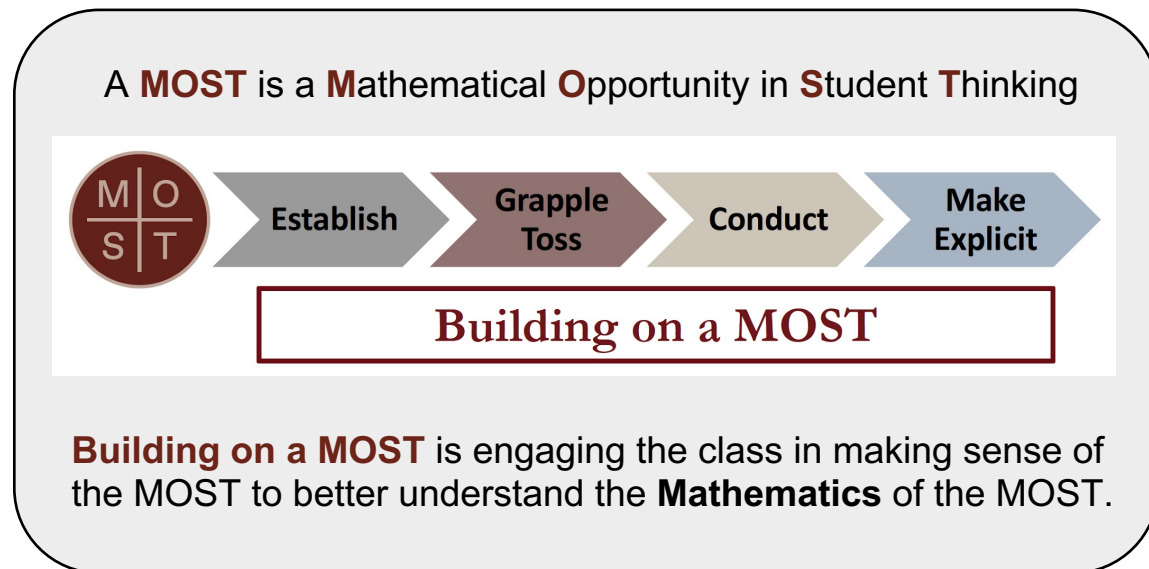 A MOST is a Mathematical Opportunity in Student Thinking
M O
S T
Establish
Grapple
Toss
Conduct
Make
Explicit
Building on a MOST
Building on a MOST is engaging the class in making sense of
the MOST to better understand the Mathematics of the MOST.